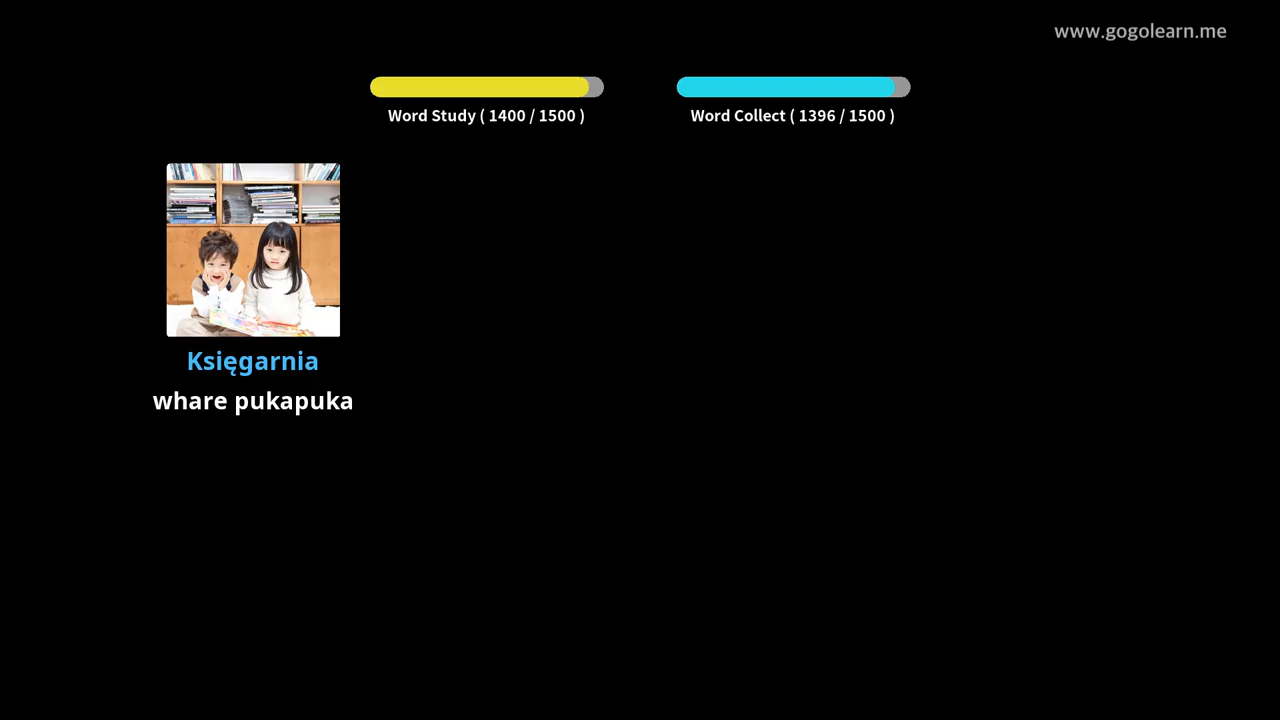 www.gogolearn.me
Word Study ( 1400 / 1500 )
Word Collect ( 1396 / 1500 )
Księgarnia
whare pukapuka